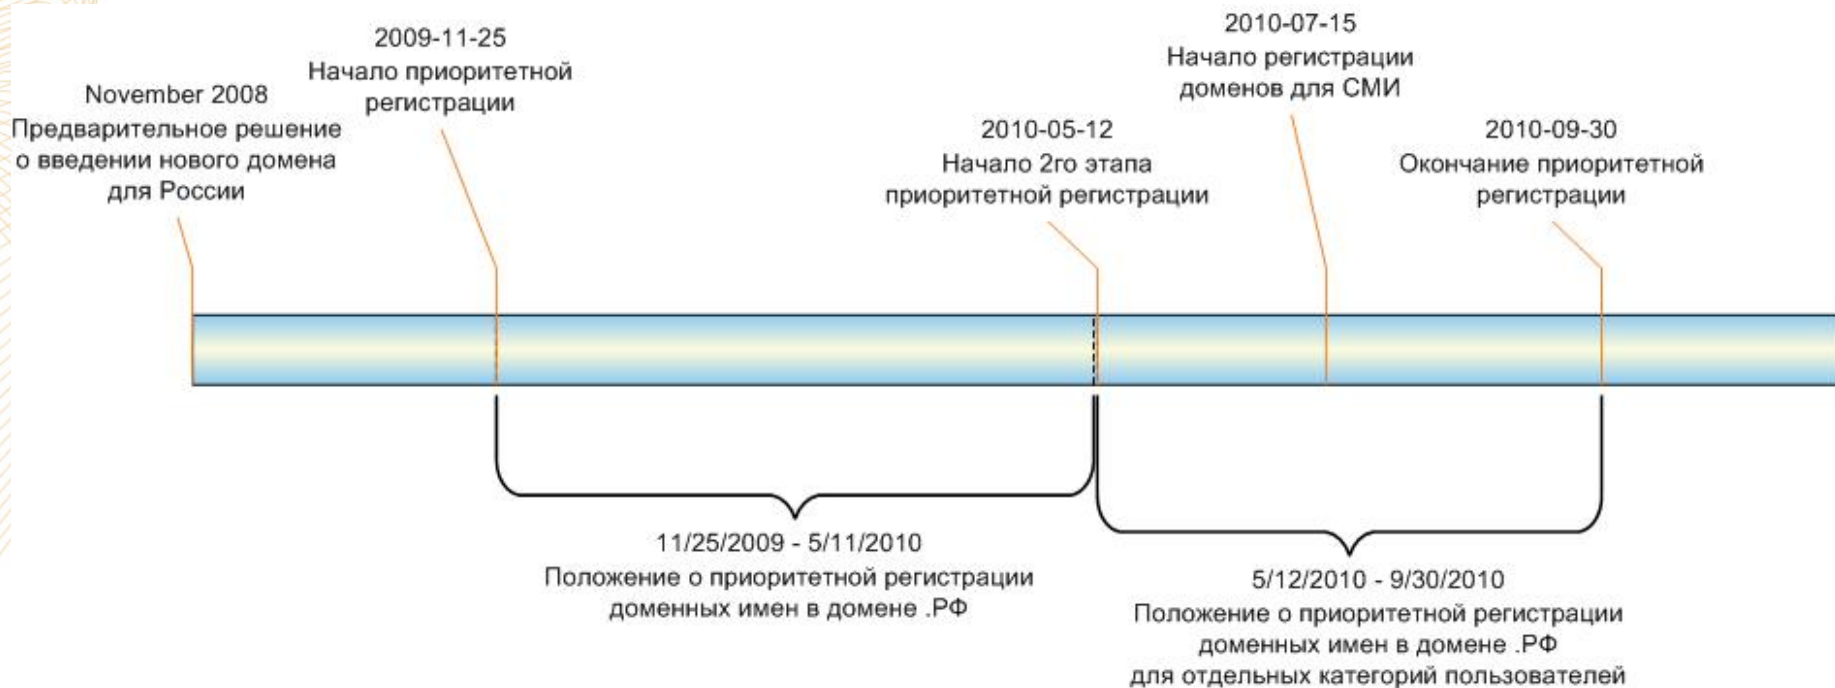 November 2008
Предварительное решение
о введении нового домена
для России
2009-11-25
Начало приоритетной
регистрации
2010-05-12
Начало 2го этапа
приоритетной регистрации
2010-07-15
Начало регистрации
доменов для СМИ
2010-09-30
Окончание приоритетной
регистрации
11/25/2009 - 5/11/2010
Положение о приоритетной регистрации
доменных имен в домене .РФ
5/12/2010 - 9/30/2010
Положение о приоритетной регистрации
доменных имен в домене .РФ
для отдельных категорий пользователей